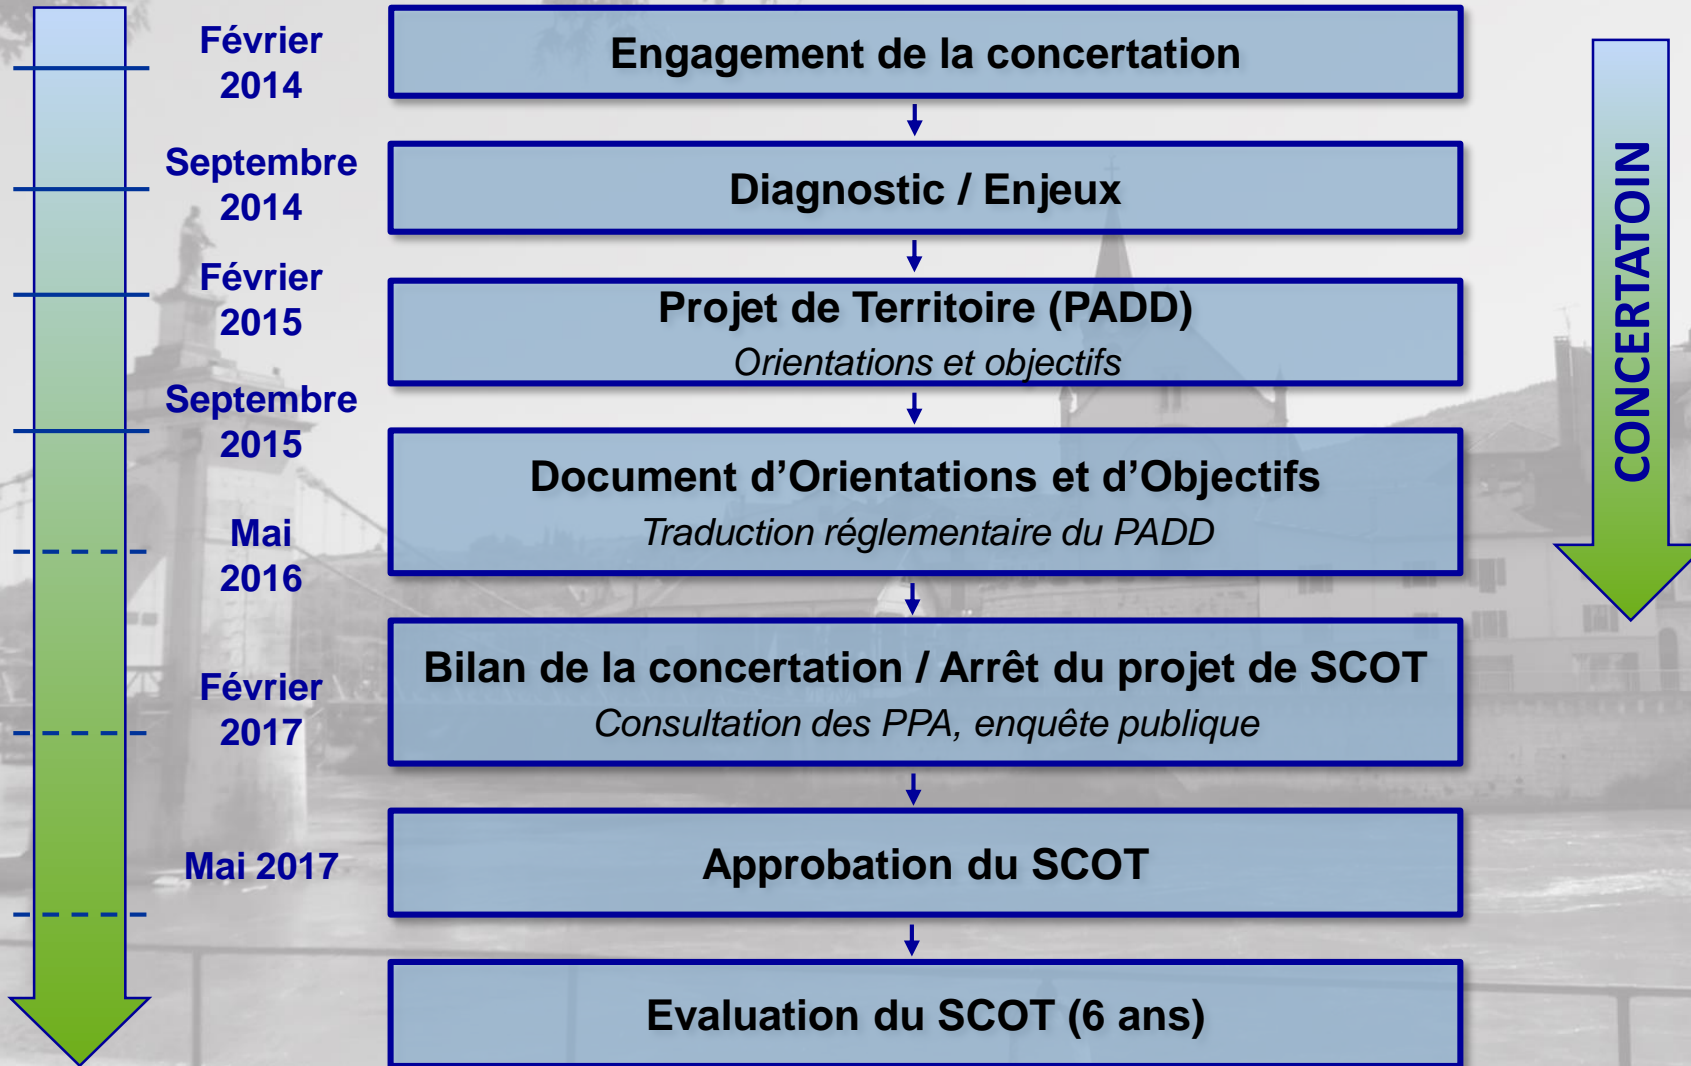 Février
2014
Engagement de la concertation
Septembre
2014
Diagnostic / Enjeux
Février
2015
Projet de Territoire (PADD)
Orientations et objectifs
Septembre
2015
Document d’Orientations et d’Objectifs
Traduction réglementaire du PADD
Mai
2016
Bilan de la concertation / Arrêt du projet de SCOT
Consultation des PPA, enquête publique
Février
2017
Mai 2017
Approbation du SCOT
Evaluation du SCOT (6 ans)
CONCERTATOIN